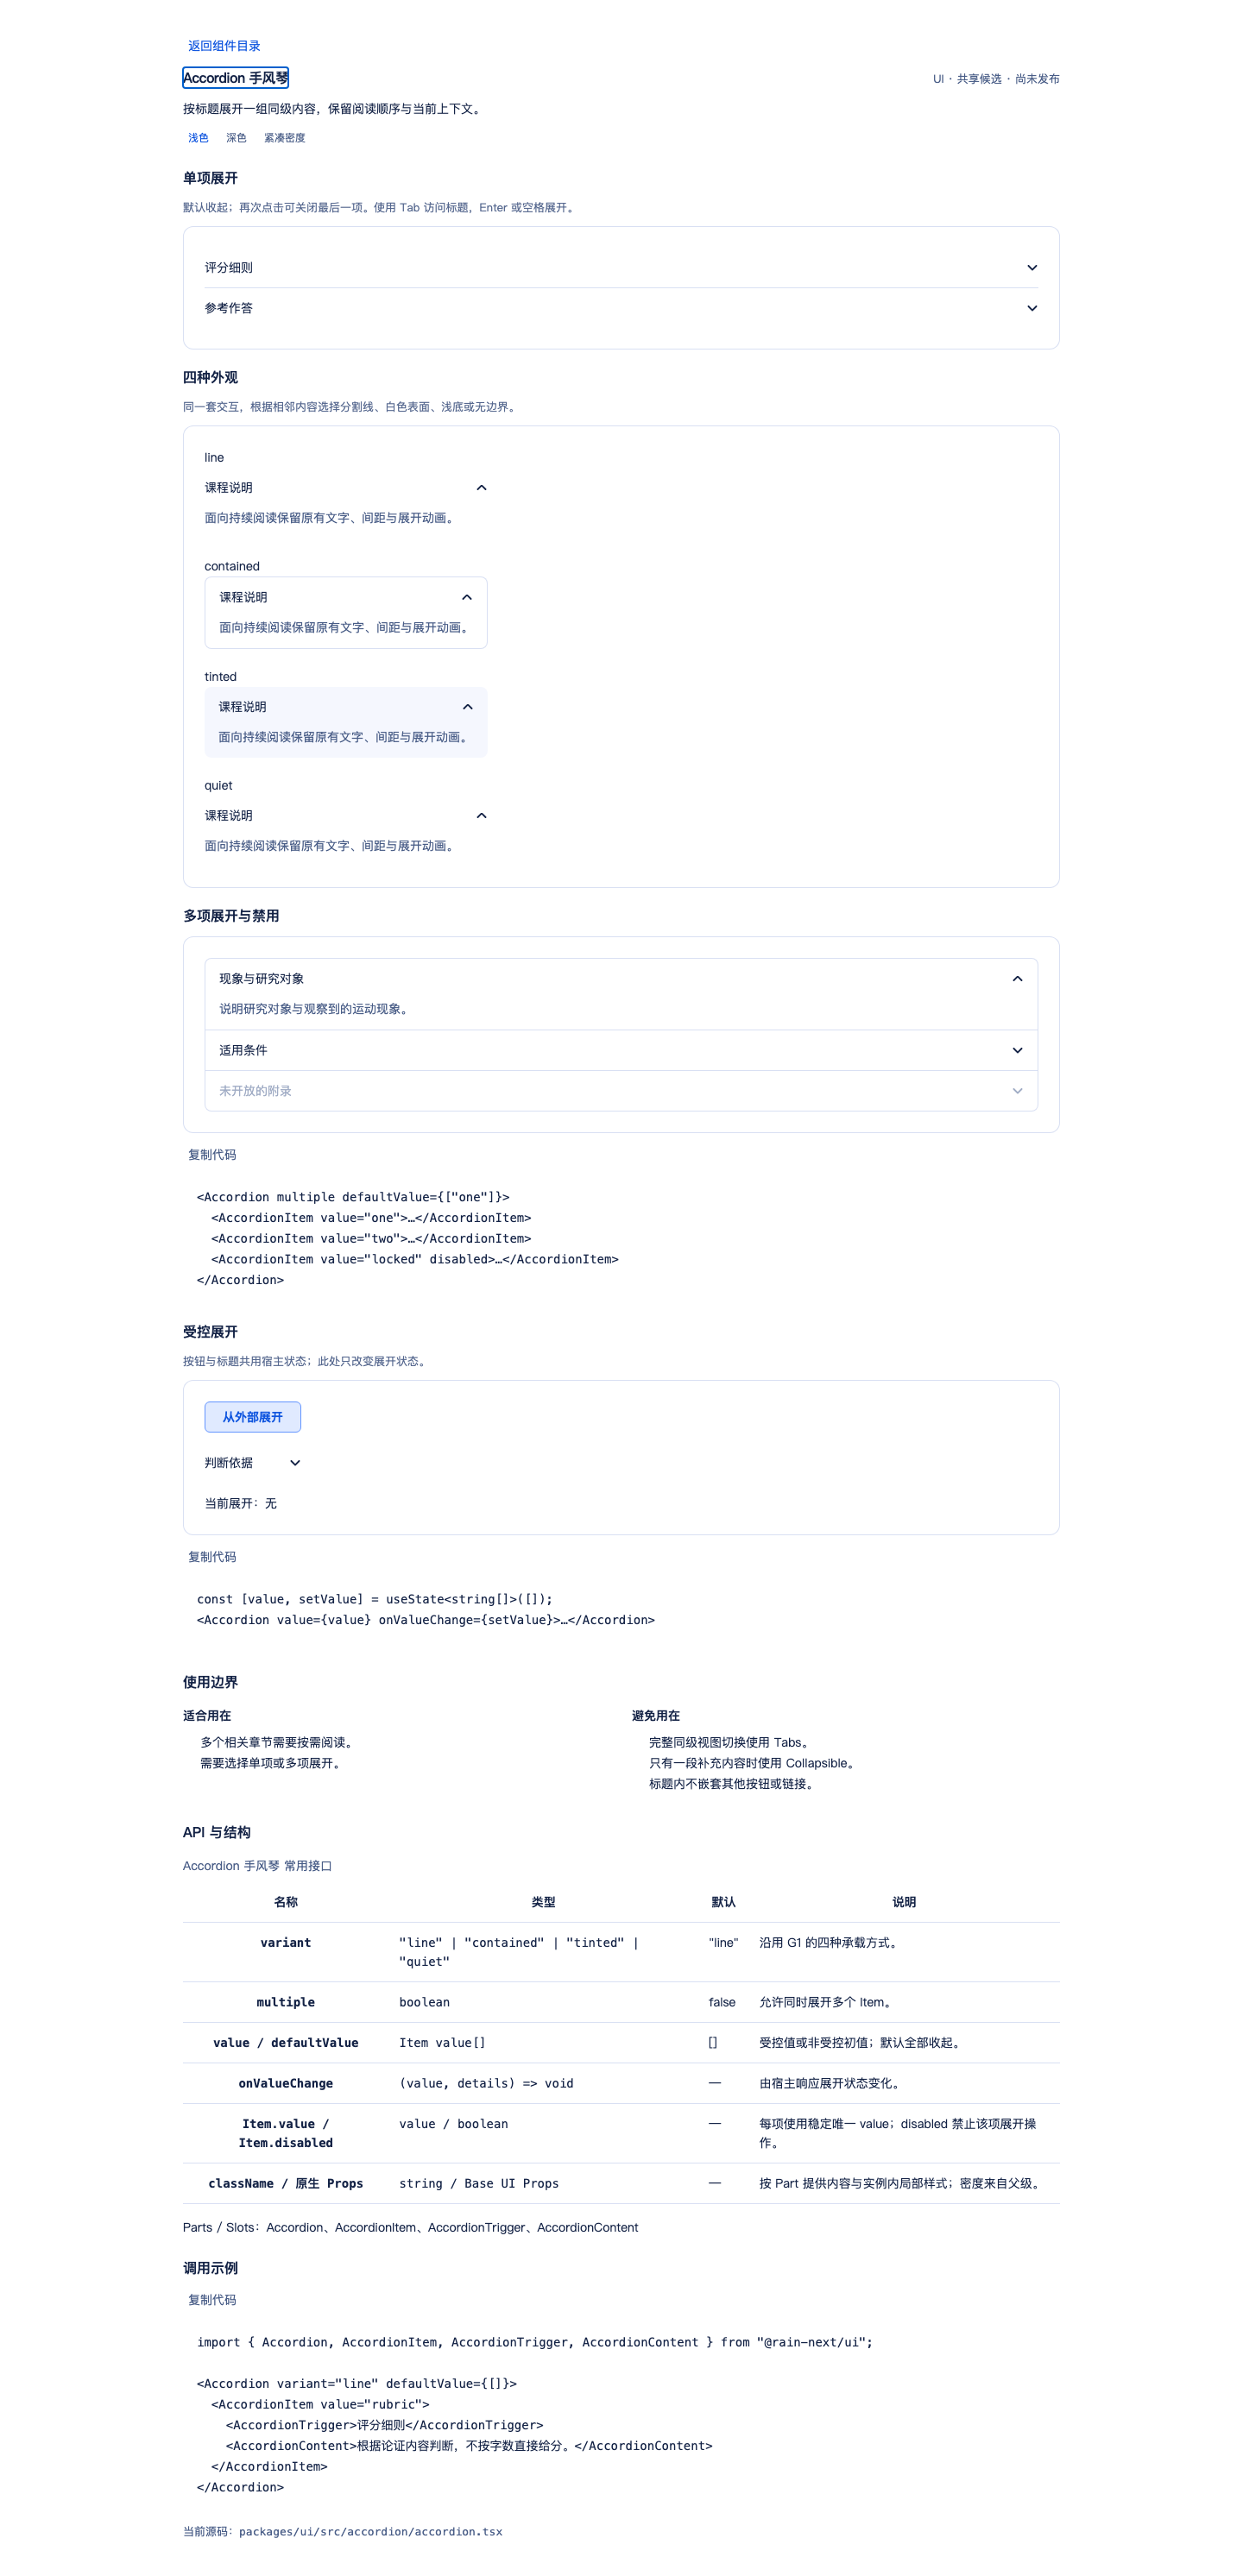 返回组件目录
Accordion 手风琴
UI · 共享候选 · 尚未发布
按标题展开一组同级内容，保留阅读顺序与当前上下文。
浅色 深色 紧凑密度
单项展开
默认收起；再次点击可关闭最后一项。使用 Tab 访问标题，Enter 或空格展开。
评分细则
参考作答
四种外观
同一套交互，根据相邻内容选择分割线、白色表面、浅底或无边界。
line
课程说明
面向持续阅读保留原有文字、间距与展开动画。
contained
课程说明
面向持续阅读保留原有文字、间距与展开动画。
tinted
课程说明
面向持续阅读保留原有文字、间距与展开动画。
quiet
课程说明
面向持续阅读保留原有文字、间距与展开动画。
多项展开与禁用
现象与研究对象
说明研究对象与观察到的运动现象。
适用条件
未开放的附录
复制代码
<Accordion multiple defaultValue={["one"]}>
  <AccordionItem value="one">…</AccordionItem>
  <AccordionItem value="two">…</AccordionItem>
  <AccordionItem value="locked" disabled>…</AccordionItem>
</Accordion>
受控展开
按钮与标题共用宿主状态；此处只改变展开状态。
从外部展开
判断依据
当前展开：无
复制代码
const [value, setValue] = useState<string[]>([]);
<Accordion value={value} onValueChange={setValue}>…</Accordion>
使用边界
适合用在
多个相关章节需要按需阅读。
需要选择单项或多项展开。
避免用在
完整同级视图切换使用 Tabs。
只有一段补充内容时使用 Collapsible。
标题内不嵌套其他按钮或链接。
API 与结构
Accordion 手风琴 常用接口
名称 类型 默认 说明
variant "line" | "contained" | "tinted" | "quiet" "line" 沿用 G1 的四种承载方式。
multiple boolean false 允许同时展开多个 Item。
value / defaultValue Item value[] [] 受控值或非受控初值；默认全部收起。
onValueChange (value, details) => void — 由宿主响应展开状态变化。
Item.value / Item.disabled value / boolean — 每项使用稳定唯一 value；disabled 禁止该项展开操作。
className / 原生 Props string / Base UI Props — 按 Part 提供内容与实例内局部样式；密度来自父级。
Parts / Slots：Accordion、AccordionItem、AccordionTrigger、AccordionContent
调用示例
复制代码
import { Accordion, AccordionItem, AccordionTrigger, AccordionContent } from "@rain-next/ui";
<Accordion variant="line" defaultValue={[]}>
  <AccordionItem value="rubric">
    <AccordionTrigger>评分细则</AccordionTrigger>
    <AccordionContent>根据论证内容判断，不按字数直接给分。</AccordionContent>
  </AccordionItem>
</Accordion>
当前源码：packages/ui/src/accordion/accordion.tsx